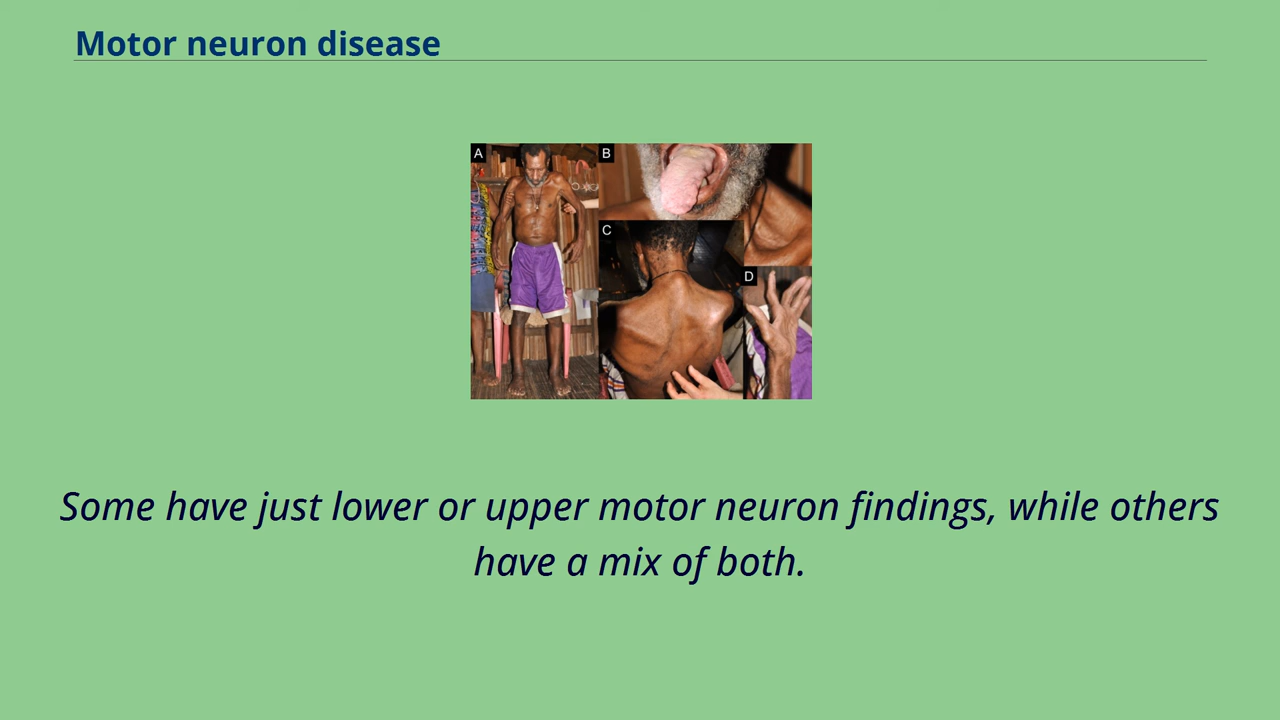 Motor neuron disease
A
B
C
D
Some have just lower or upper motor neuron findings, while others
have a mix of both.